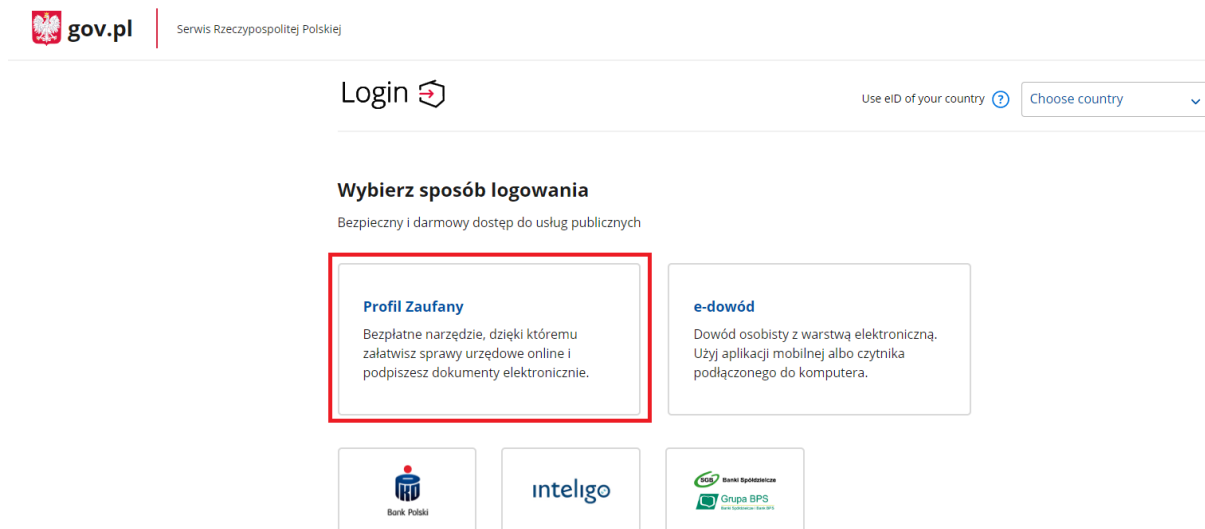 gov.pl
Serwis Rzeczypospolitej Polskiej
Login
Use eID of your country ?
Choose country
Wybierz sposób logowania
Bezpieczny i darmowy dostęp do usług publicznych
Profil Zaufany
Bezpłatne narzędzie, dzięki któremu
załatwisz sprawy urzędowe online i
podpiszesz dokumenty elektronicznie.
e-dowód
Dowód osobisty z warstwą elektroniczną.
Użyj aplikacji mobilnej albo czytnika
podłączonego do komputera.
Bank Polski
inteligo
SGB Banki Spółdzielcze
Grupa BPS